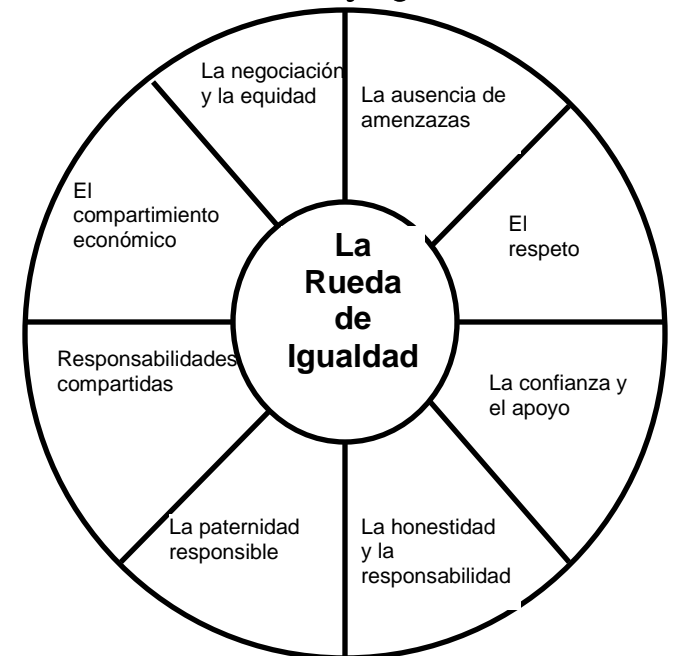 La negociación
y la equidad
La ausencia de
amenzazas
El
respeto
La confianza y
el apoyo
La honestidad
y la
responsabilidad
La paternidad
responsible
Responsabilidades
compartidas
El
compartimiento
económico
La
Rueda
de
Igualdad